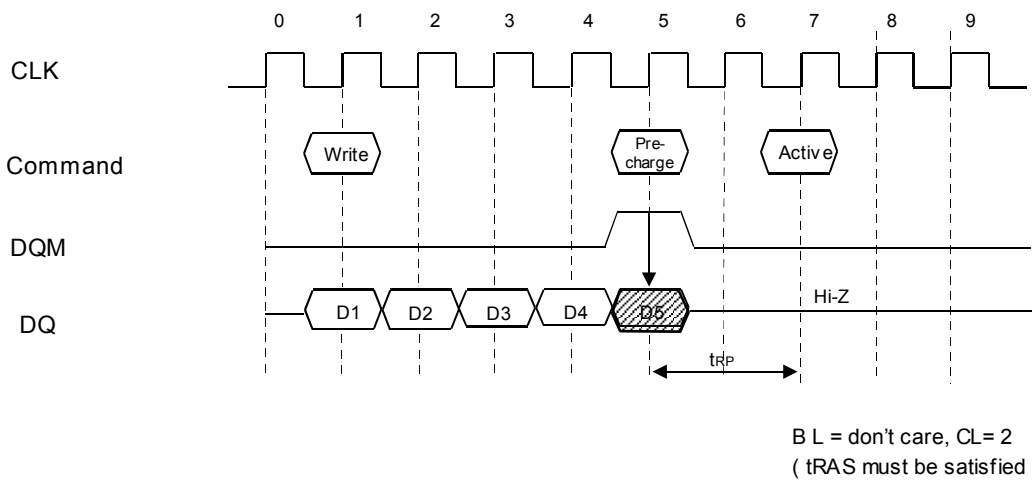 0 1 2 3 4 5 6 7 8 9
CLK
Command
Write
Pre-
charge
Active
DQM
DQ
D1 D2 D3 D4 D5
Hi-Z
tRP
B L = don't care, CL= 2
( tRAS must be satisfied